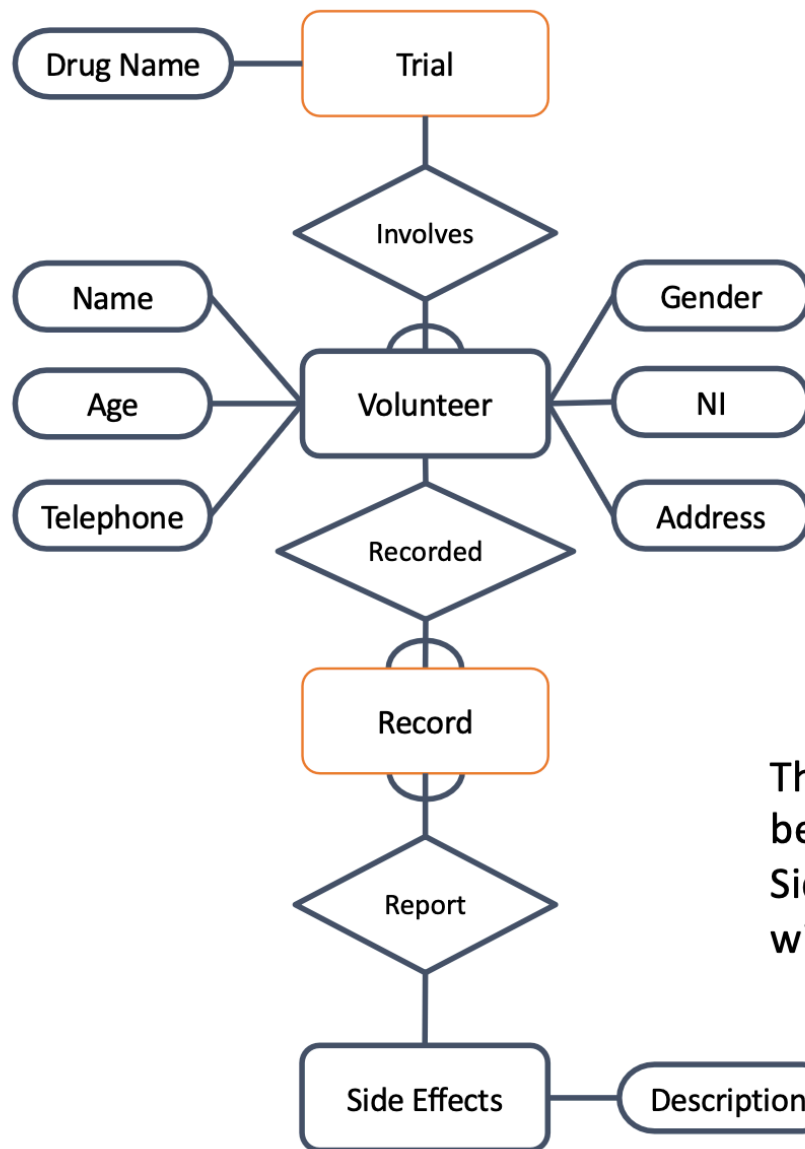 Drug Name
Trial
Involves
Name
Gender
Age
Volunteer
NI
Telephone
Address
Recorded
Record
Report
Side Effects
Description